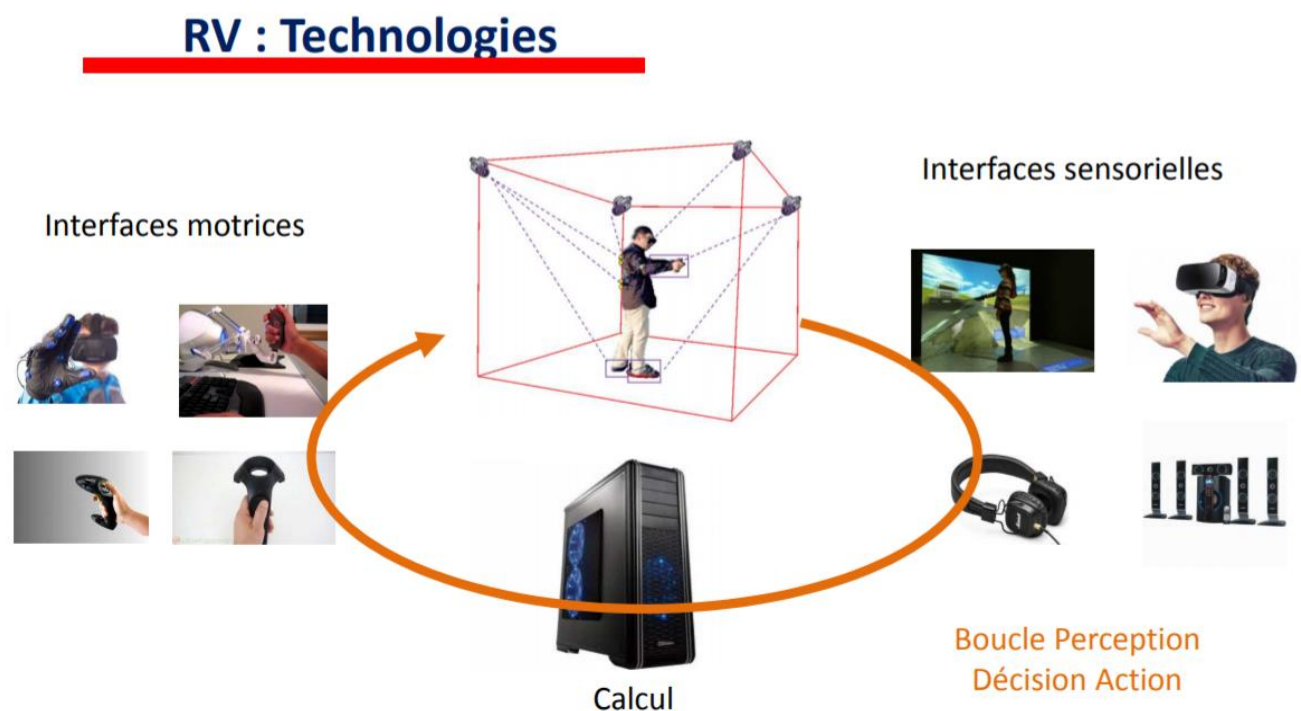 RV : Technologies
Interfaces sensorielles
Interfaces motrices
Calcul
Boucle Perception
Décision Action